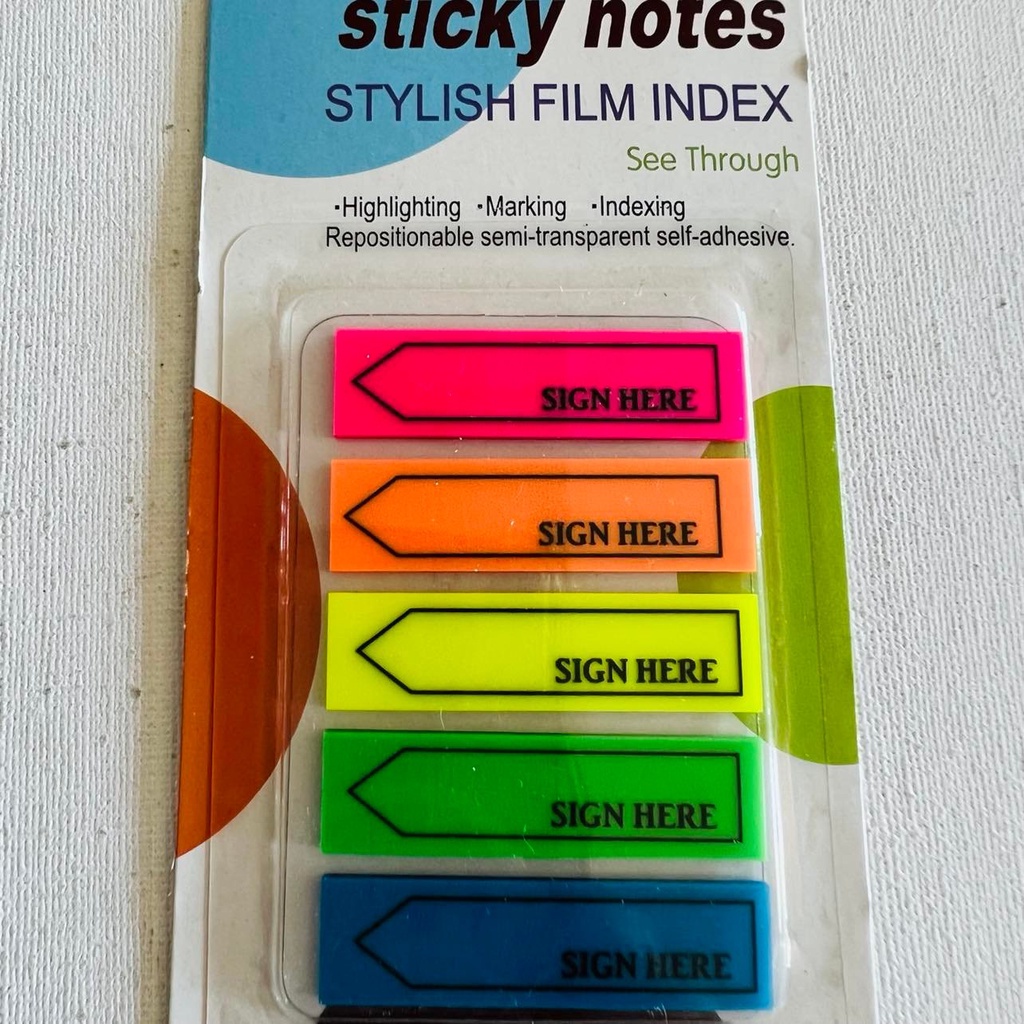 sticky notes
STYLISH FILM INDEX
See Through
·Highlighting ·Marking ·Indexing
Repositionable semi-transparent self-adhesive.
SIGN HERE
SIGN HERE
SIGN HERE
SIGN HERE
SIGN HERE